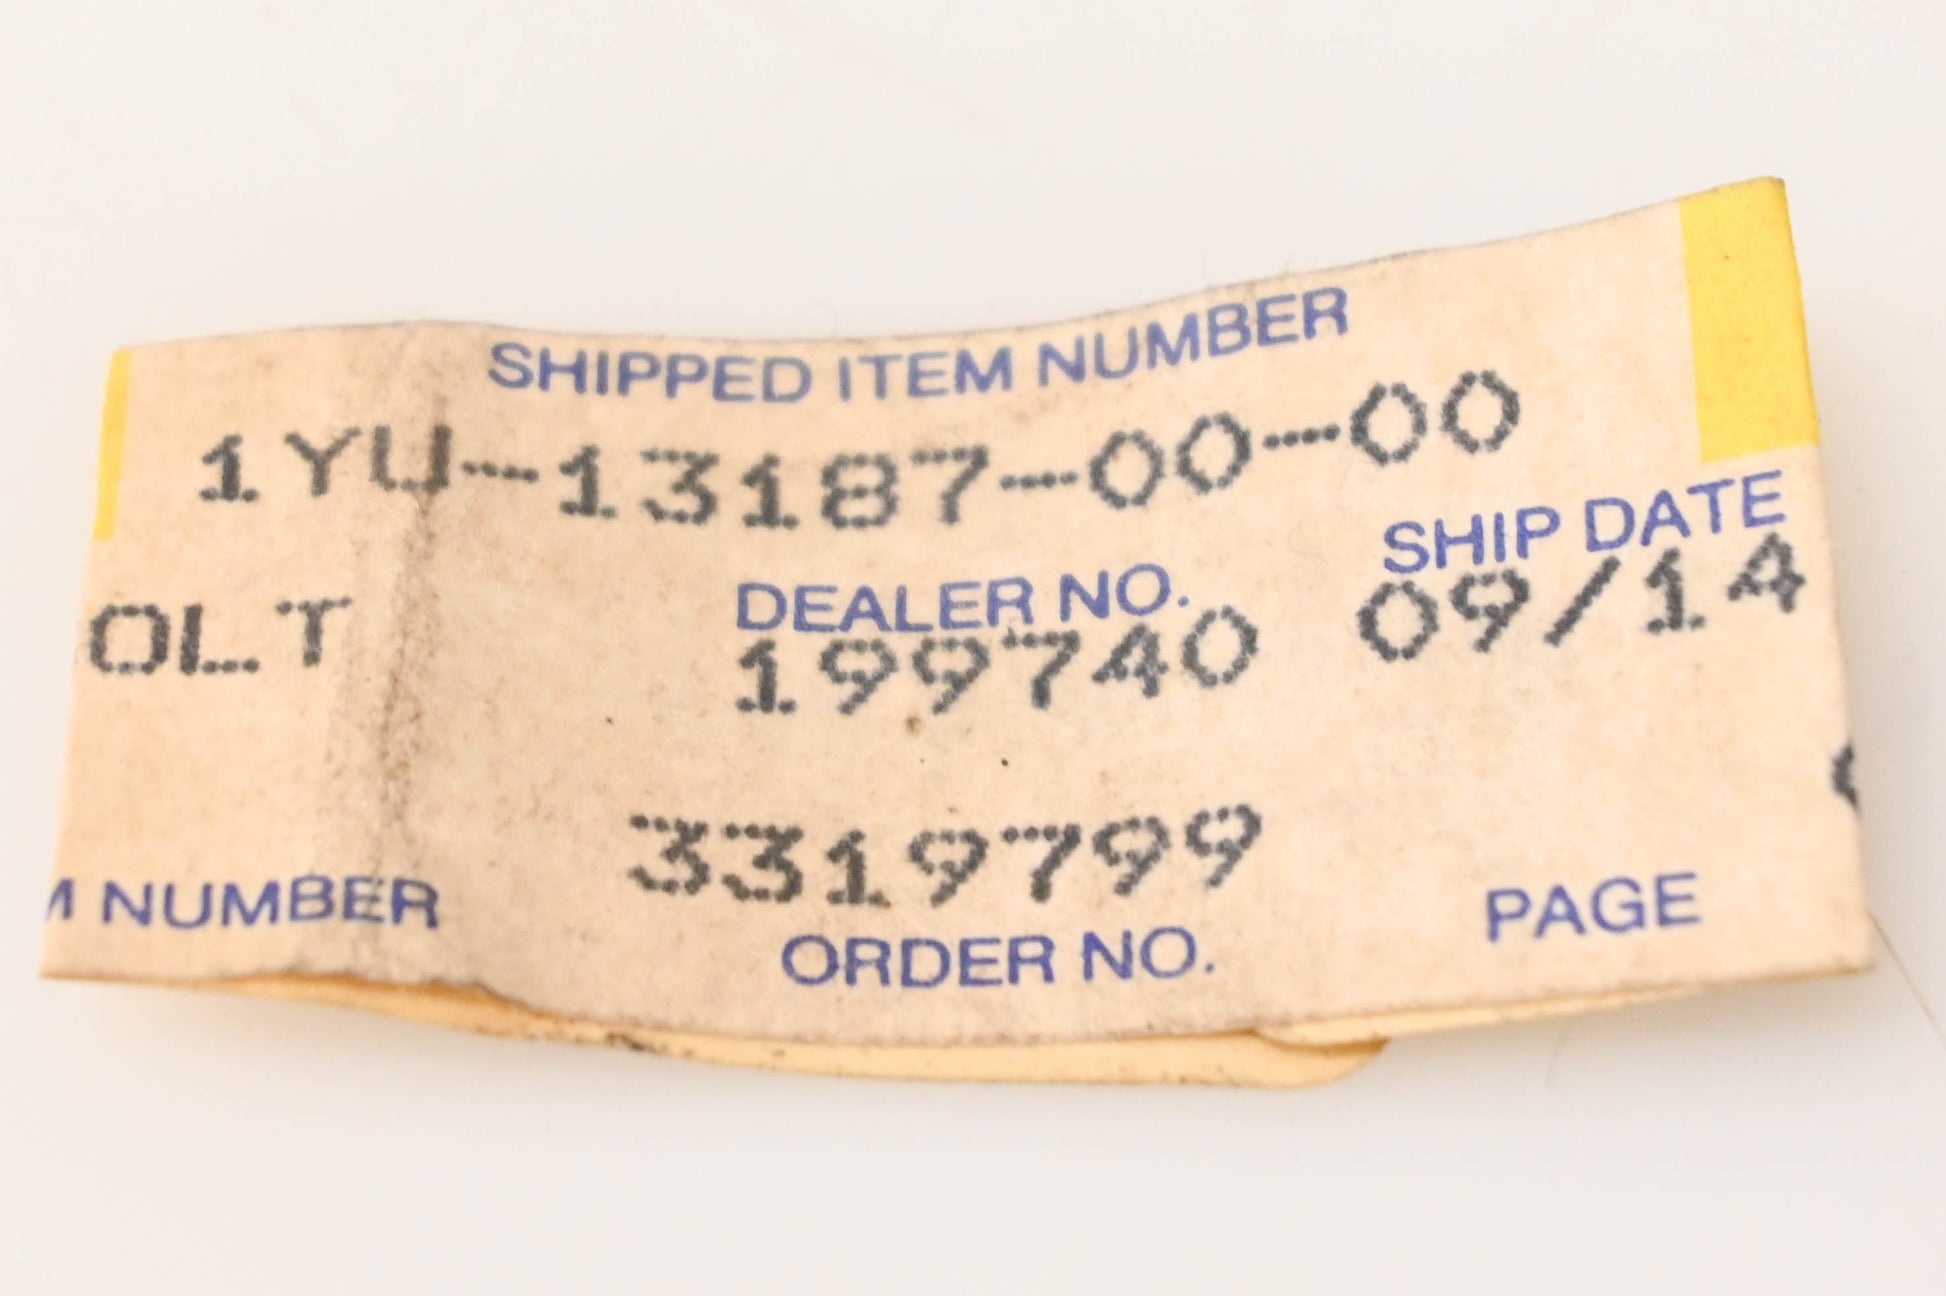 SHIPPED ITEM NUMBER
1YU-13187-00-00
SHIP DATE
DEALER NO.
OLT 199740 09/14
3319799
M NUMBER PAGE
ORDER NO.